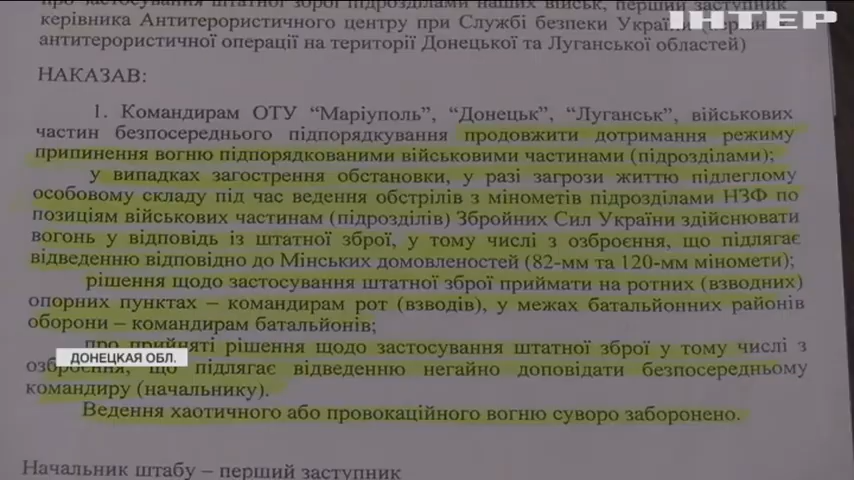 про застосування штатної зброї підрозділами наших військ, перший заступник
ІНТЕР
керівника Антитерористичного центру при Службі безпеки України
антитерористичної операції на території Донецької та Луганської областей)
НАКАЗАВ:
1. Командирам ОТУ “Маріуполь”, “Донецьк”, “Луганськ”, військових
частин безпосереднього підпорядкування продовжити дотримання режиму
припинення вогню підпорядкованими військовими частинами (підрозділами);
у випадках загострення обстановки, у разі загрози життю підлеглому
особовому складу під час ведення обстрілів з мінометів підрозділами НЗФ по
позиціям військових частинам (підрозділів) Збройних Сил України здійснювати
вогонь у відповідь із штатної зброї, у тому числі з озброєння, що підлягає
відведенню відповідно до Мінських домовленостей (82-мм та 120-мм міномети);
рішення щодо застосування штатної зброї приймати на ротних (взводних)
опорних пунктах – командирам рот (взводів), у межах батальйонних районів
оборони – командирам батальйонів;
про прийняті рішення щодо застосування штатної зброї у тому числі з
ДОНЕЦКАЯ ОБЛ.
підлягає відведенню негайно доповідати безпосередньому
командиру (начальнику).
Ведення хаотичного або провокаційного вогню суворо заборонено.
Начальник штабу – перший заступник